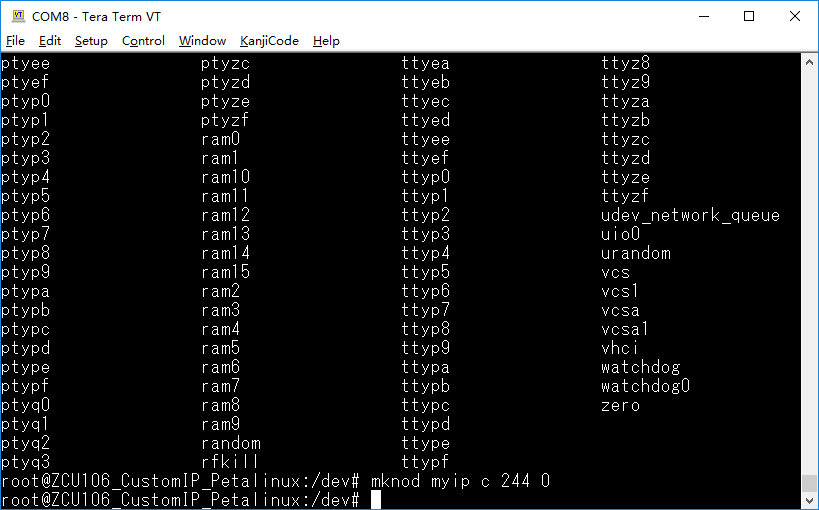 COM8 - Tera Term VT
File Edit Setup Control Window KanjiCode Help
ptyee ptyzc ttyea ttyz8
ptyef ptyzd ttyeb ttyz9
ptyp0 ptyze ttyec ttyza
ptyp1 ptyzf ttyed ttyzb
ptyp2 ram0 ttyee ttyzc
ptyp3 ram1 ttyef ttyzd
ptyp4 ram10 ttyp0 ttyze
ptyp5 ram11 ttyp1 ttyzf
ptyp6 ram12 ttyp2 udev_network_queue
ptyp7 ram13 ttyp3 uio0
ptyp8 ram14 ttyp4 urandom
ptyp9 ram15 ttyp5 vcs
ptypa ram2 ttyp6 vcs1
ptypb ram3 ttyp7 vcsa
ptypc ram4 ttyp8 vcsa1
ptypd ram5 ttyp9 vhci
ptype ram6 ttypa watchdog
ptypf ram7 ttypb watchdog0
ptyq0 ram8 ttypc zero
ptyq1 ram9 ttypd
ptyq2 random ttype
ptyq3 rfkill ttypf
root@ZCU106_CustomIP_Petalinux:/dev# mknod myip c 244 0
root@ZCU106_CustomIP_Petalinux:/dev#